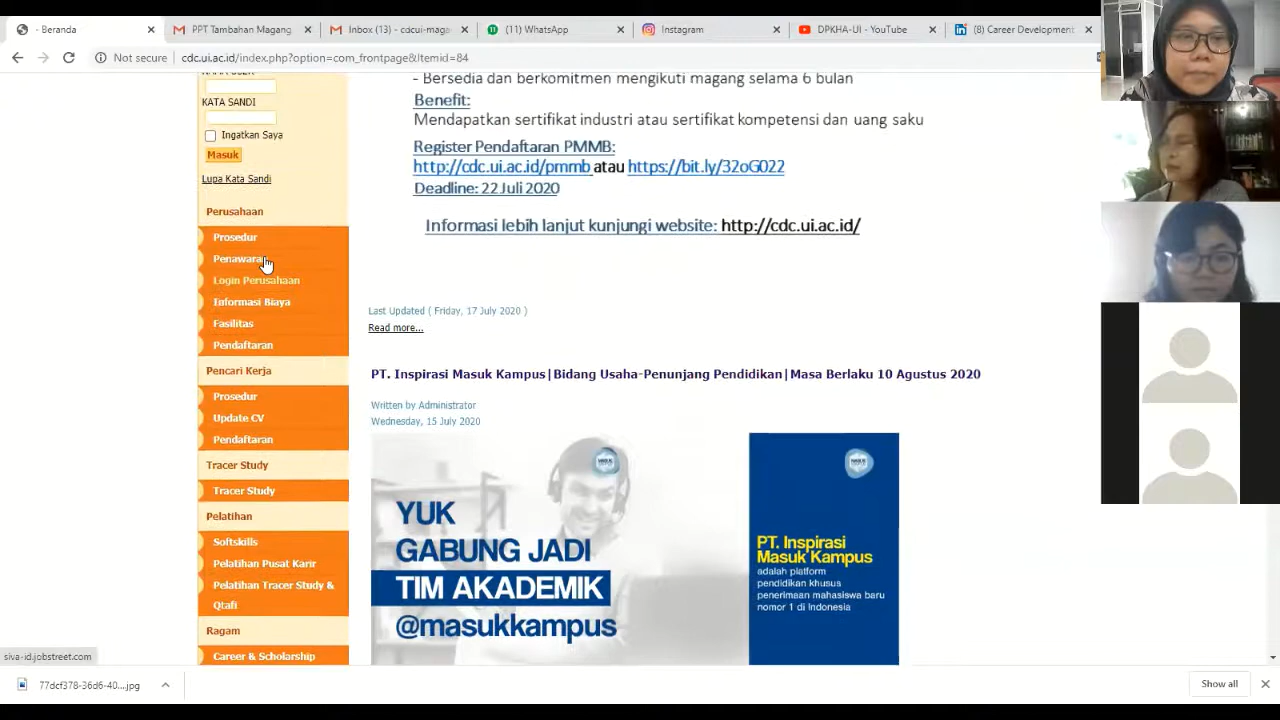 - Beranda
PPT Tambahan Magang
Inbox (13) - cdcui-mag
(11) WhatsApp
Instagram
DPKHA-UI - YouTube
(8) Career Development
Not secure
cdc.ui.ac.id/index.php?option=com_frontpage&Itemid=84
KATA SANDI
Ingatkan Saya
Masuk
Lupa Kata Sandi
Perusahaan
Prosedur
Penawaran
Login Perusahaan
Informasi Biaya
Fasilitas
Pendaftaran
Pencari Kerja
Prosedur
Update CV
Pendaftaran
Tracer Study
Tracer Study
Pelatihan
Softskills
Pelatihan Pusat Karir
Pelatihan Tracer Study &
Qtafi
Ragam
Career & Scholarship
- Bersedia dan berkomitmen mengikuti magang selama 6 bulan
Benefit:
Mendapatkan sertifikat industri atau sertifikat kompetensi dan uang saku
Register Pendaftaran PMMB:
http://cdc.ui.ac.id/pmmb atau https://bit.ly/32oG022
Deadline: 22 Juli 2020
Informasi lebih lanjut kunjungi website: http://cdc.ui.ac.id/
Last Updated ( Friday, 17 July 2020 )
Read more...
PT. Inspirasi Masuk Kampus|Bidang Usaha-Penunjang Pendidikan|Masa Berlaku 10 Agustus 2020
Written by Administrator
Wednesday, 15 July 2020
YUK
GABUNG JADI
TIM AKADEMIK
@masukkampus
PT. Inspirasi
Masuk Kampus
adalah platform
pendidikan khusus
penerimaan mahasiswa baru
nomor 1 di Indonesia
siva-id.jobstreet.com
77dcf378-36d6-40....jpg
Show all